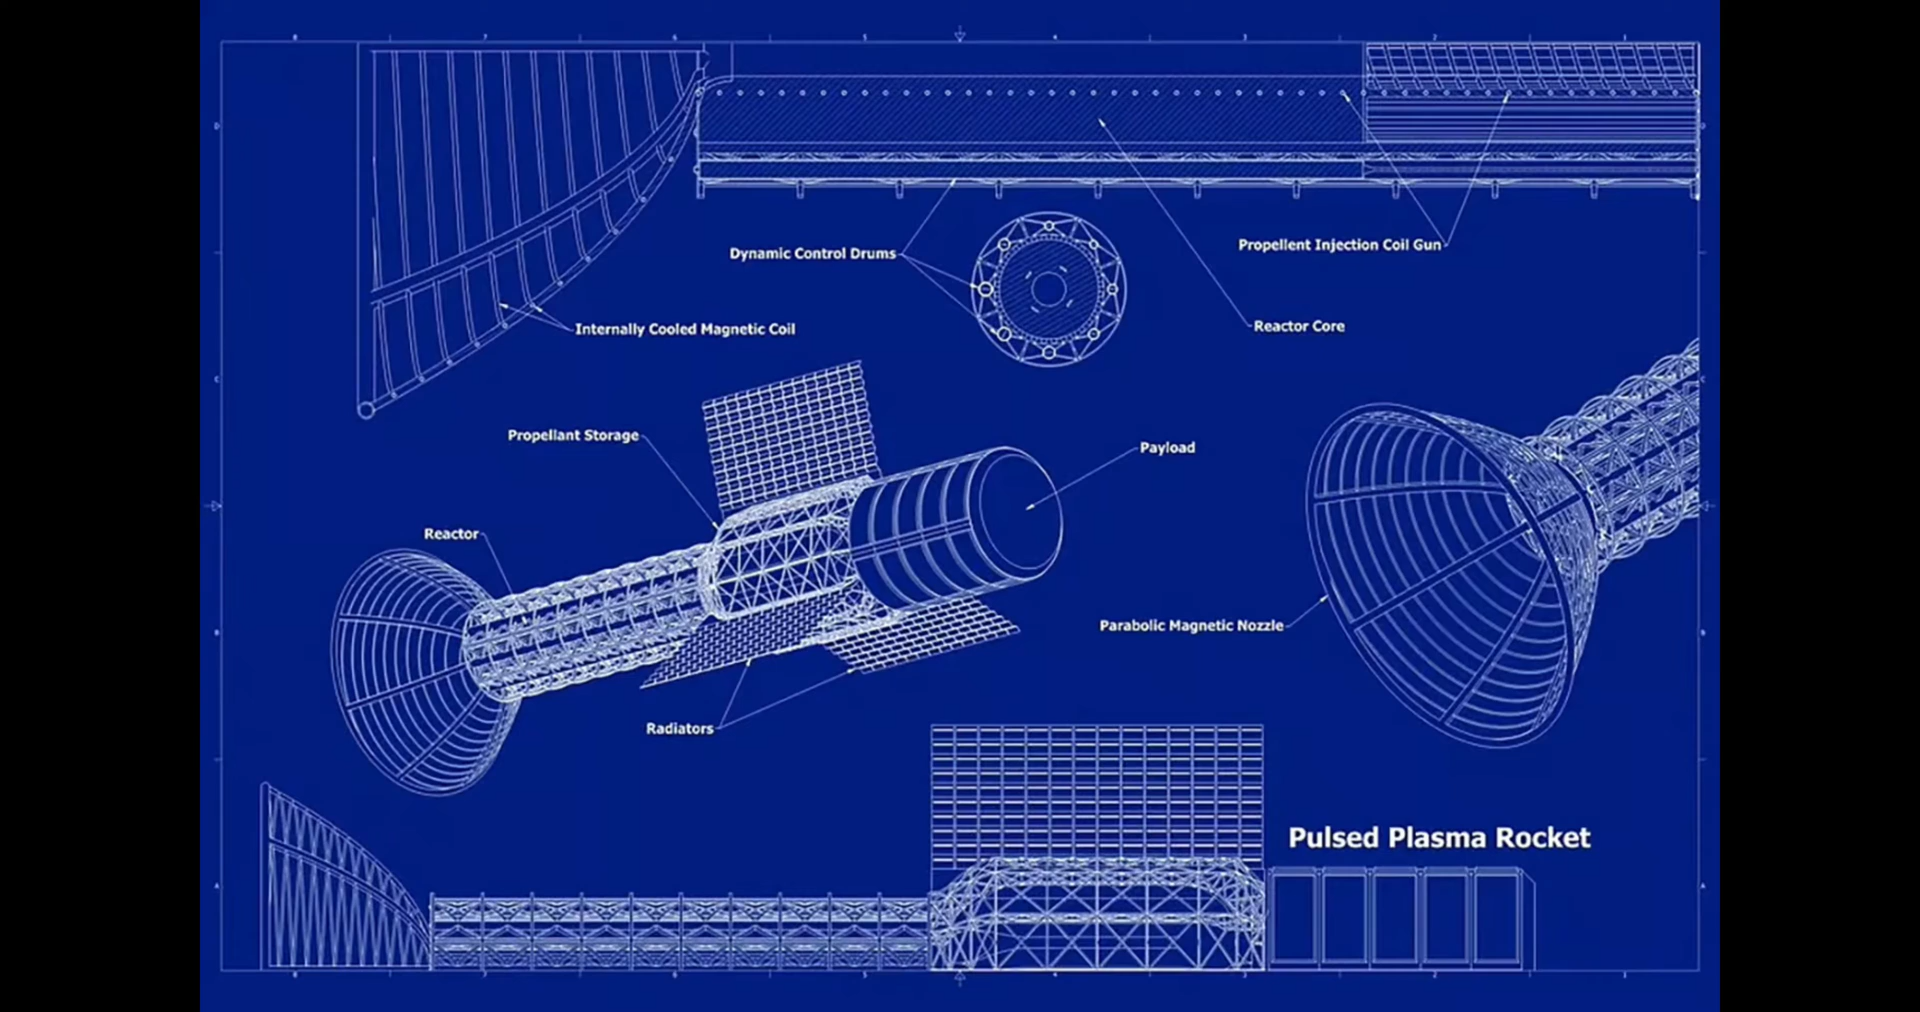 Dynamic Control Drums
Propellent Injection Coil Gun
Internally Cooled Magnetic Coil
Reactor Core
Propellant Storage
Payload
Reactor
Parabolic Magnetic Nozzle
Radiators
Pulsed Plasma Rocket